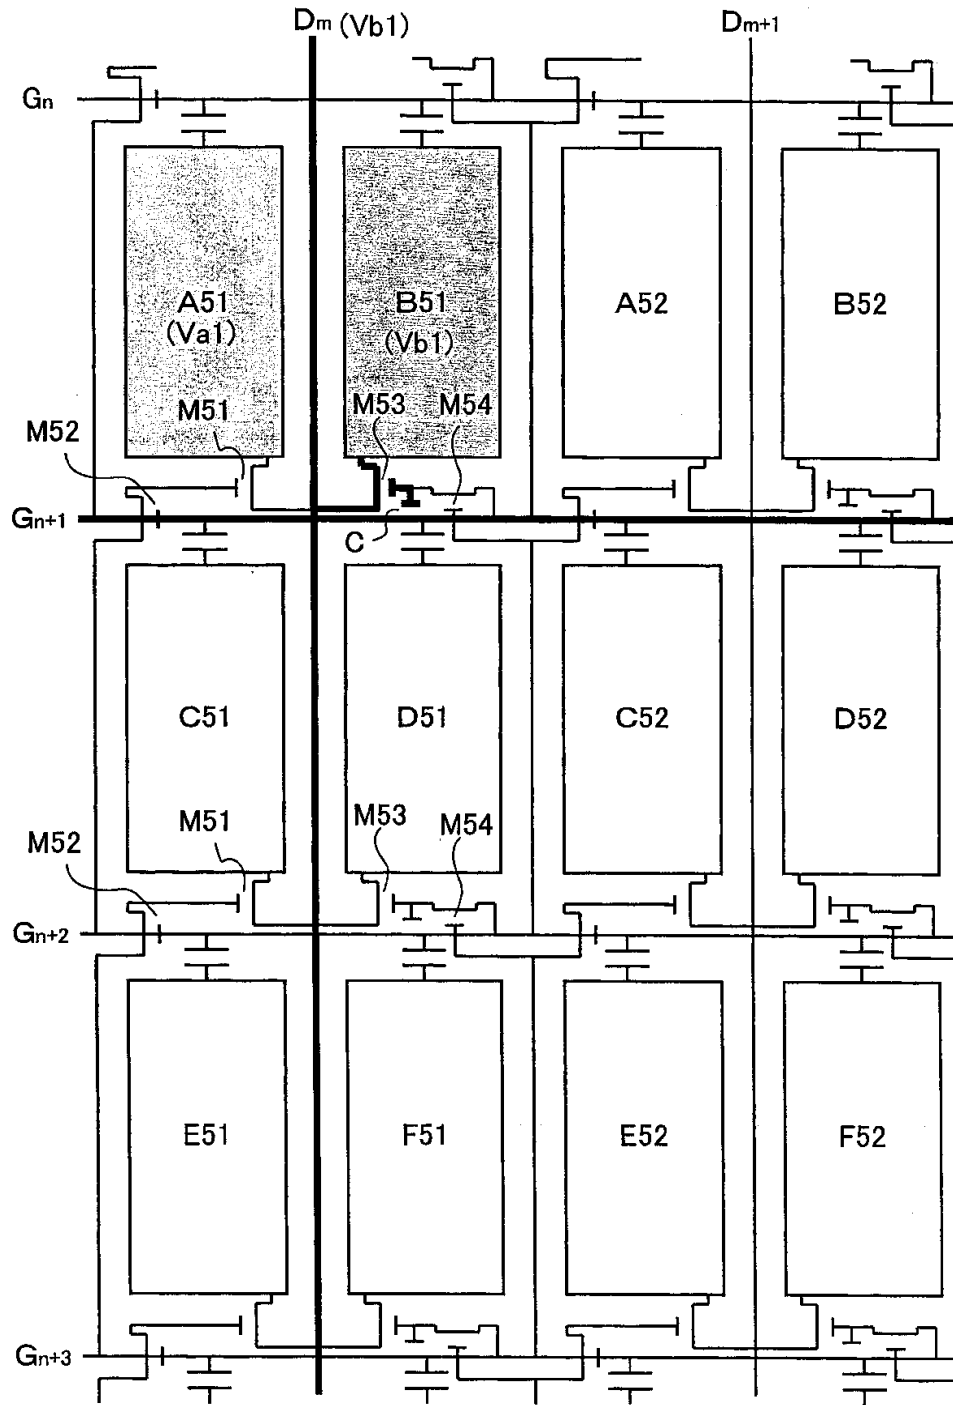 Dm (Vb1) Dm+1
Gn
A51 B51 A52 B52
(Va1) (Vb1)
M51 M53 M54
M52
Gn+1
C
C51 D51 C52 D52
M51 M53 M54
M52
Gn+2
E51 F51 E52 F52
Gn+3